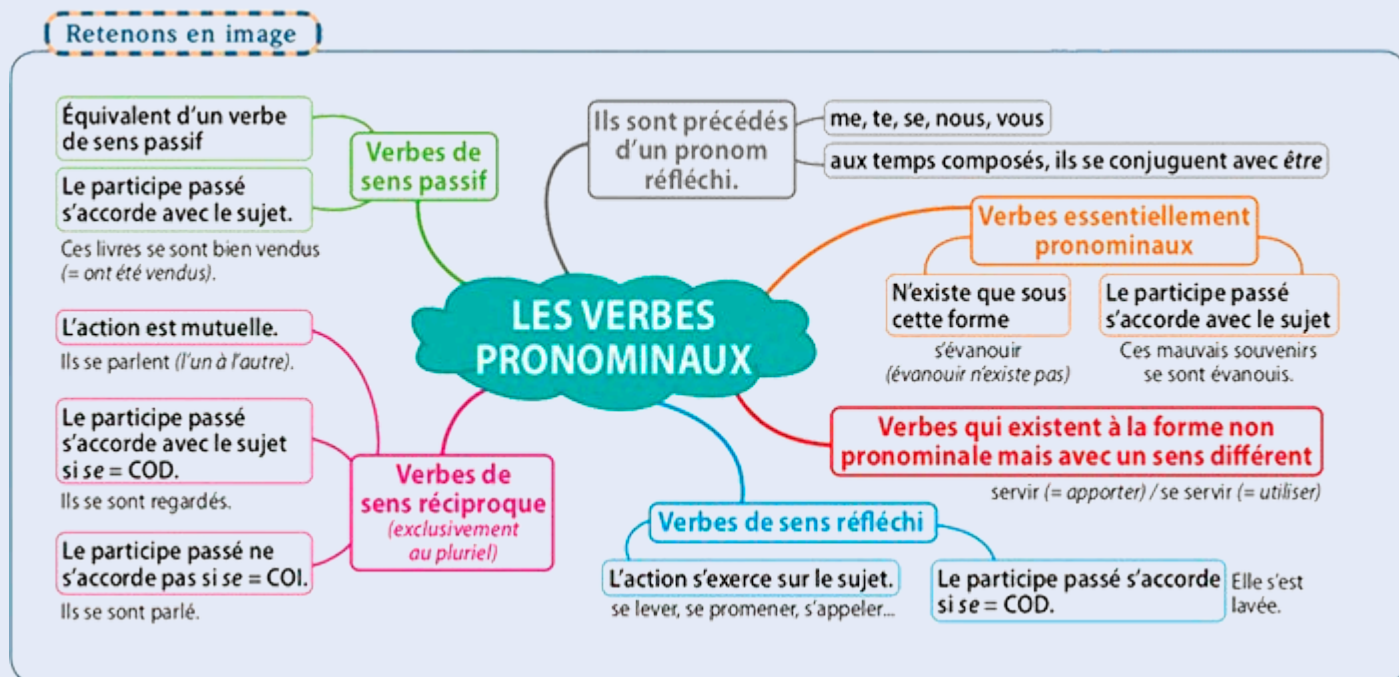 Retenons en image
Équivalent d'un verbe
de sens passif
Le participe passé
s'accorde avec le sujet.
Ces livres se sont bien vendus
(= ont été vendus).
Verbes de
sens passif
Ils sont précédés
d'un pronom
réfléchi.
me, te, se, nous, vous
aux temps composés, ils se conjuguent avec être
Verbes essentiellement
pronominaux
N'existe que sous
cette forme
s'évanouir
(évanouir n'existe pas)
Le participe passé
s'accorde avec le sujet
Ces mauvais souvenirs
se sont évanouis.
LES VERBES
PRONOMINAUX
L'action est mutuelle.
Ils se parlent (l'un à l'autre).
Le participe passé
s'accorde avec le sujet
si se = COD.
Ils se sont regardés.
Le participe passé ne
s'accorde pas si se = COI.
Ils se sont parlé.
Verbes de
sens réciproque
(exclusivement
au pluriel)
Verbes qui existent à la forme non
pronominale mais avec un sens différent
servir (= apporter) / se servir (= utiliser)
Verbes de sens réfléchi
L'action s'exerce sur le sujet.
se lever, se promener, s'appeler...
Le participe passé s'accorde
si se = COD.
Elle s'est
lavée.